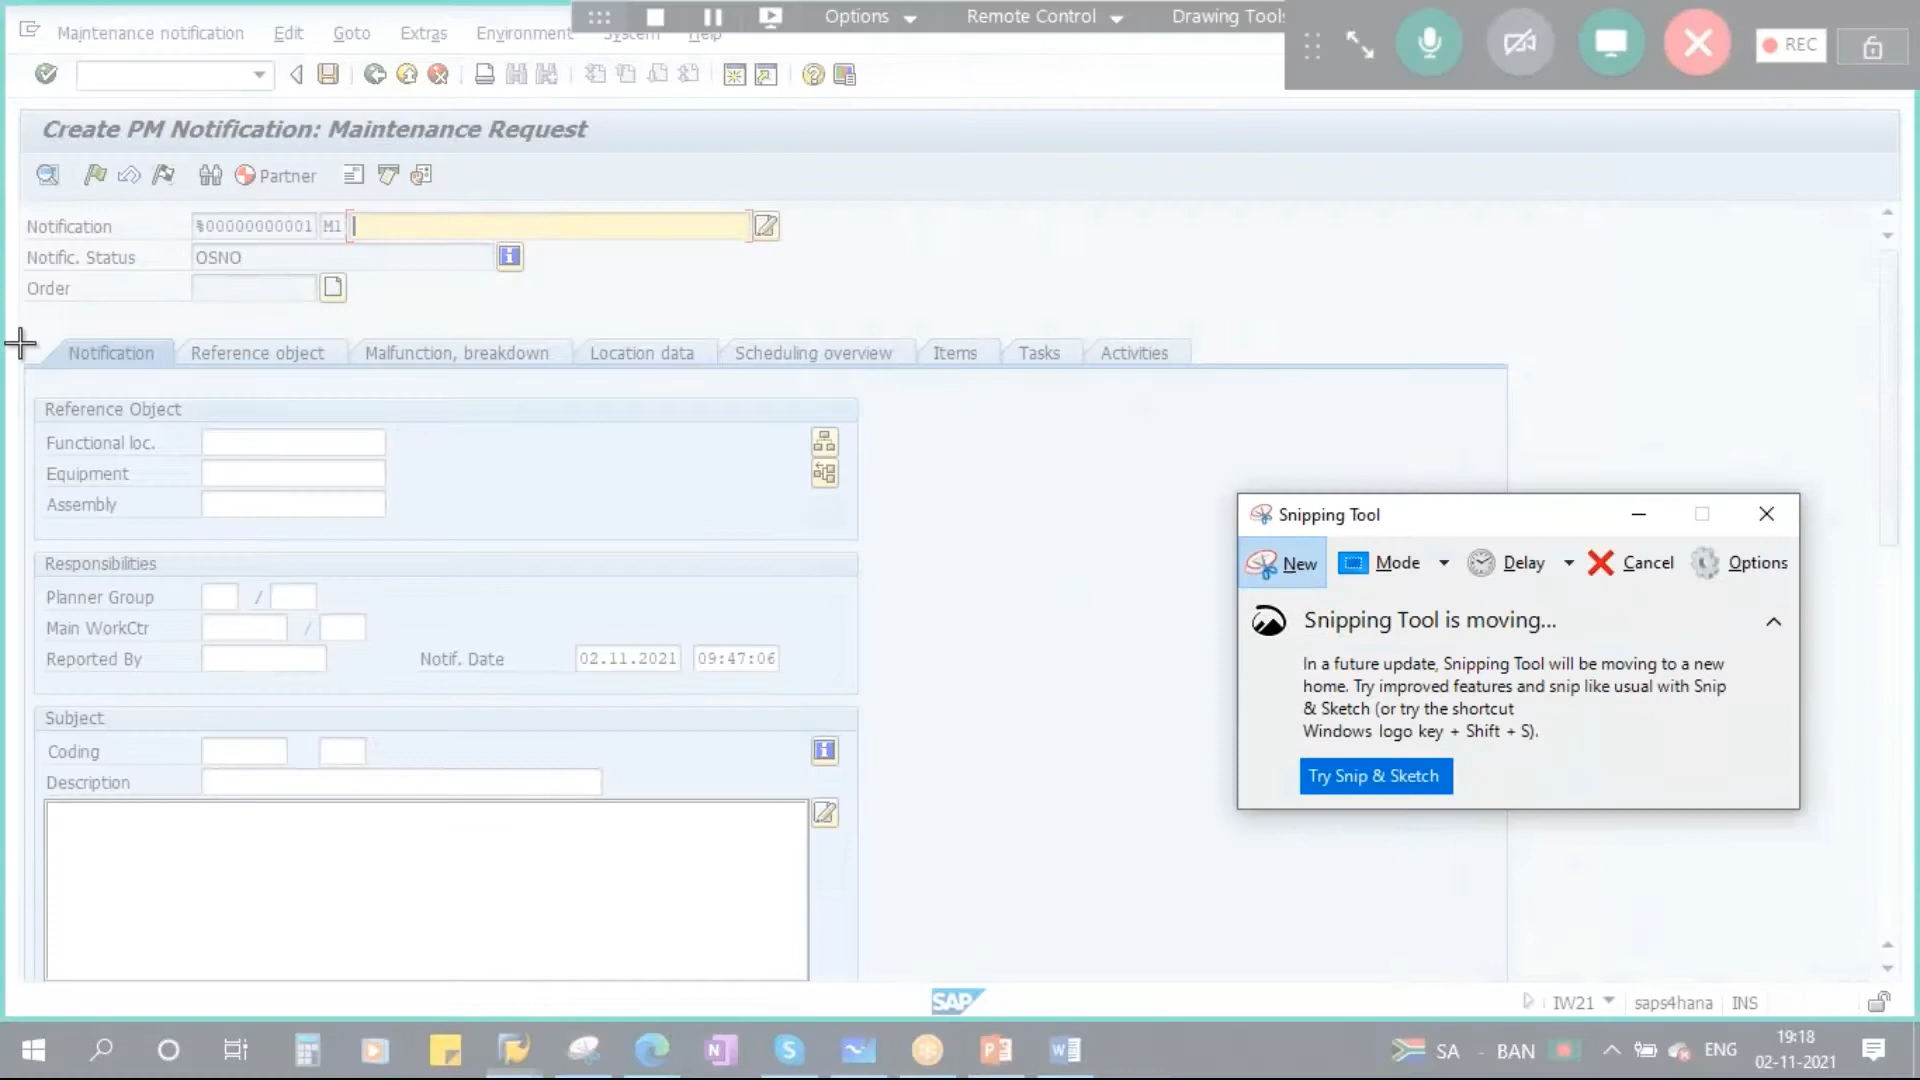 Options
Remote Control
Drawing Tools
REC
Maintenance notification Edit Goto Extras Environment System Help
Create PM Notification: Maintenance Request
Partner
Notification %00000000001 M1
Notific. Status OSNO
Order
Notification Reference object Malfunction, breakdown Location data Scheduling overview Items Tasks Activities
Reference Object
Functional loc.
Equipment
Assembly
Responsibilities
Planner Group /
Main WorkCtr /
Reported By Notif. Date 02.11.2021 09:47:06
Subject
Coding
Description
Snipping Tool
New Mode Delay Cancel Options
Snipping Tool is moving...
In a future update, Snipping Tool will be moving to a new
home. Try improved features and snip like usual with Snip
& Sketch (or try the shortcut
Windows logo key + Shift + S).
Try Snip & Sketch
SAP
IW21 saps4hana INS
SA - BAN ENG 19:18
02-11-2021